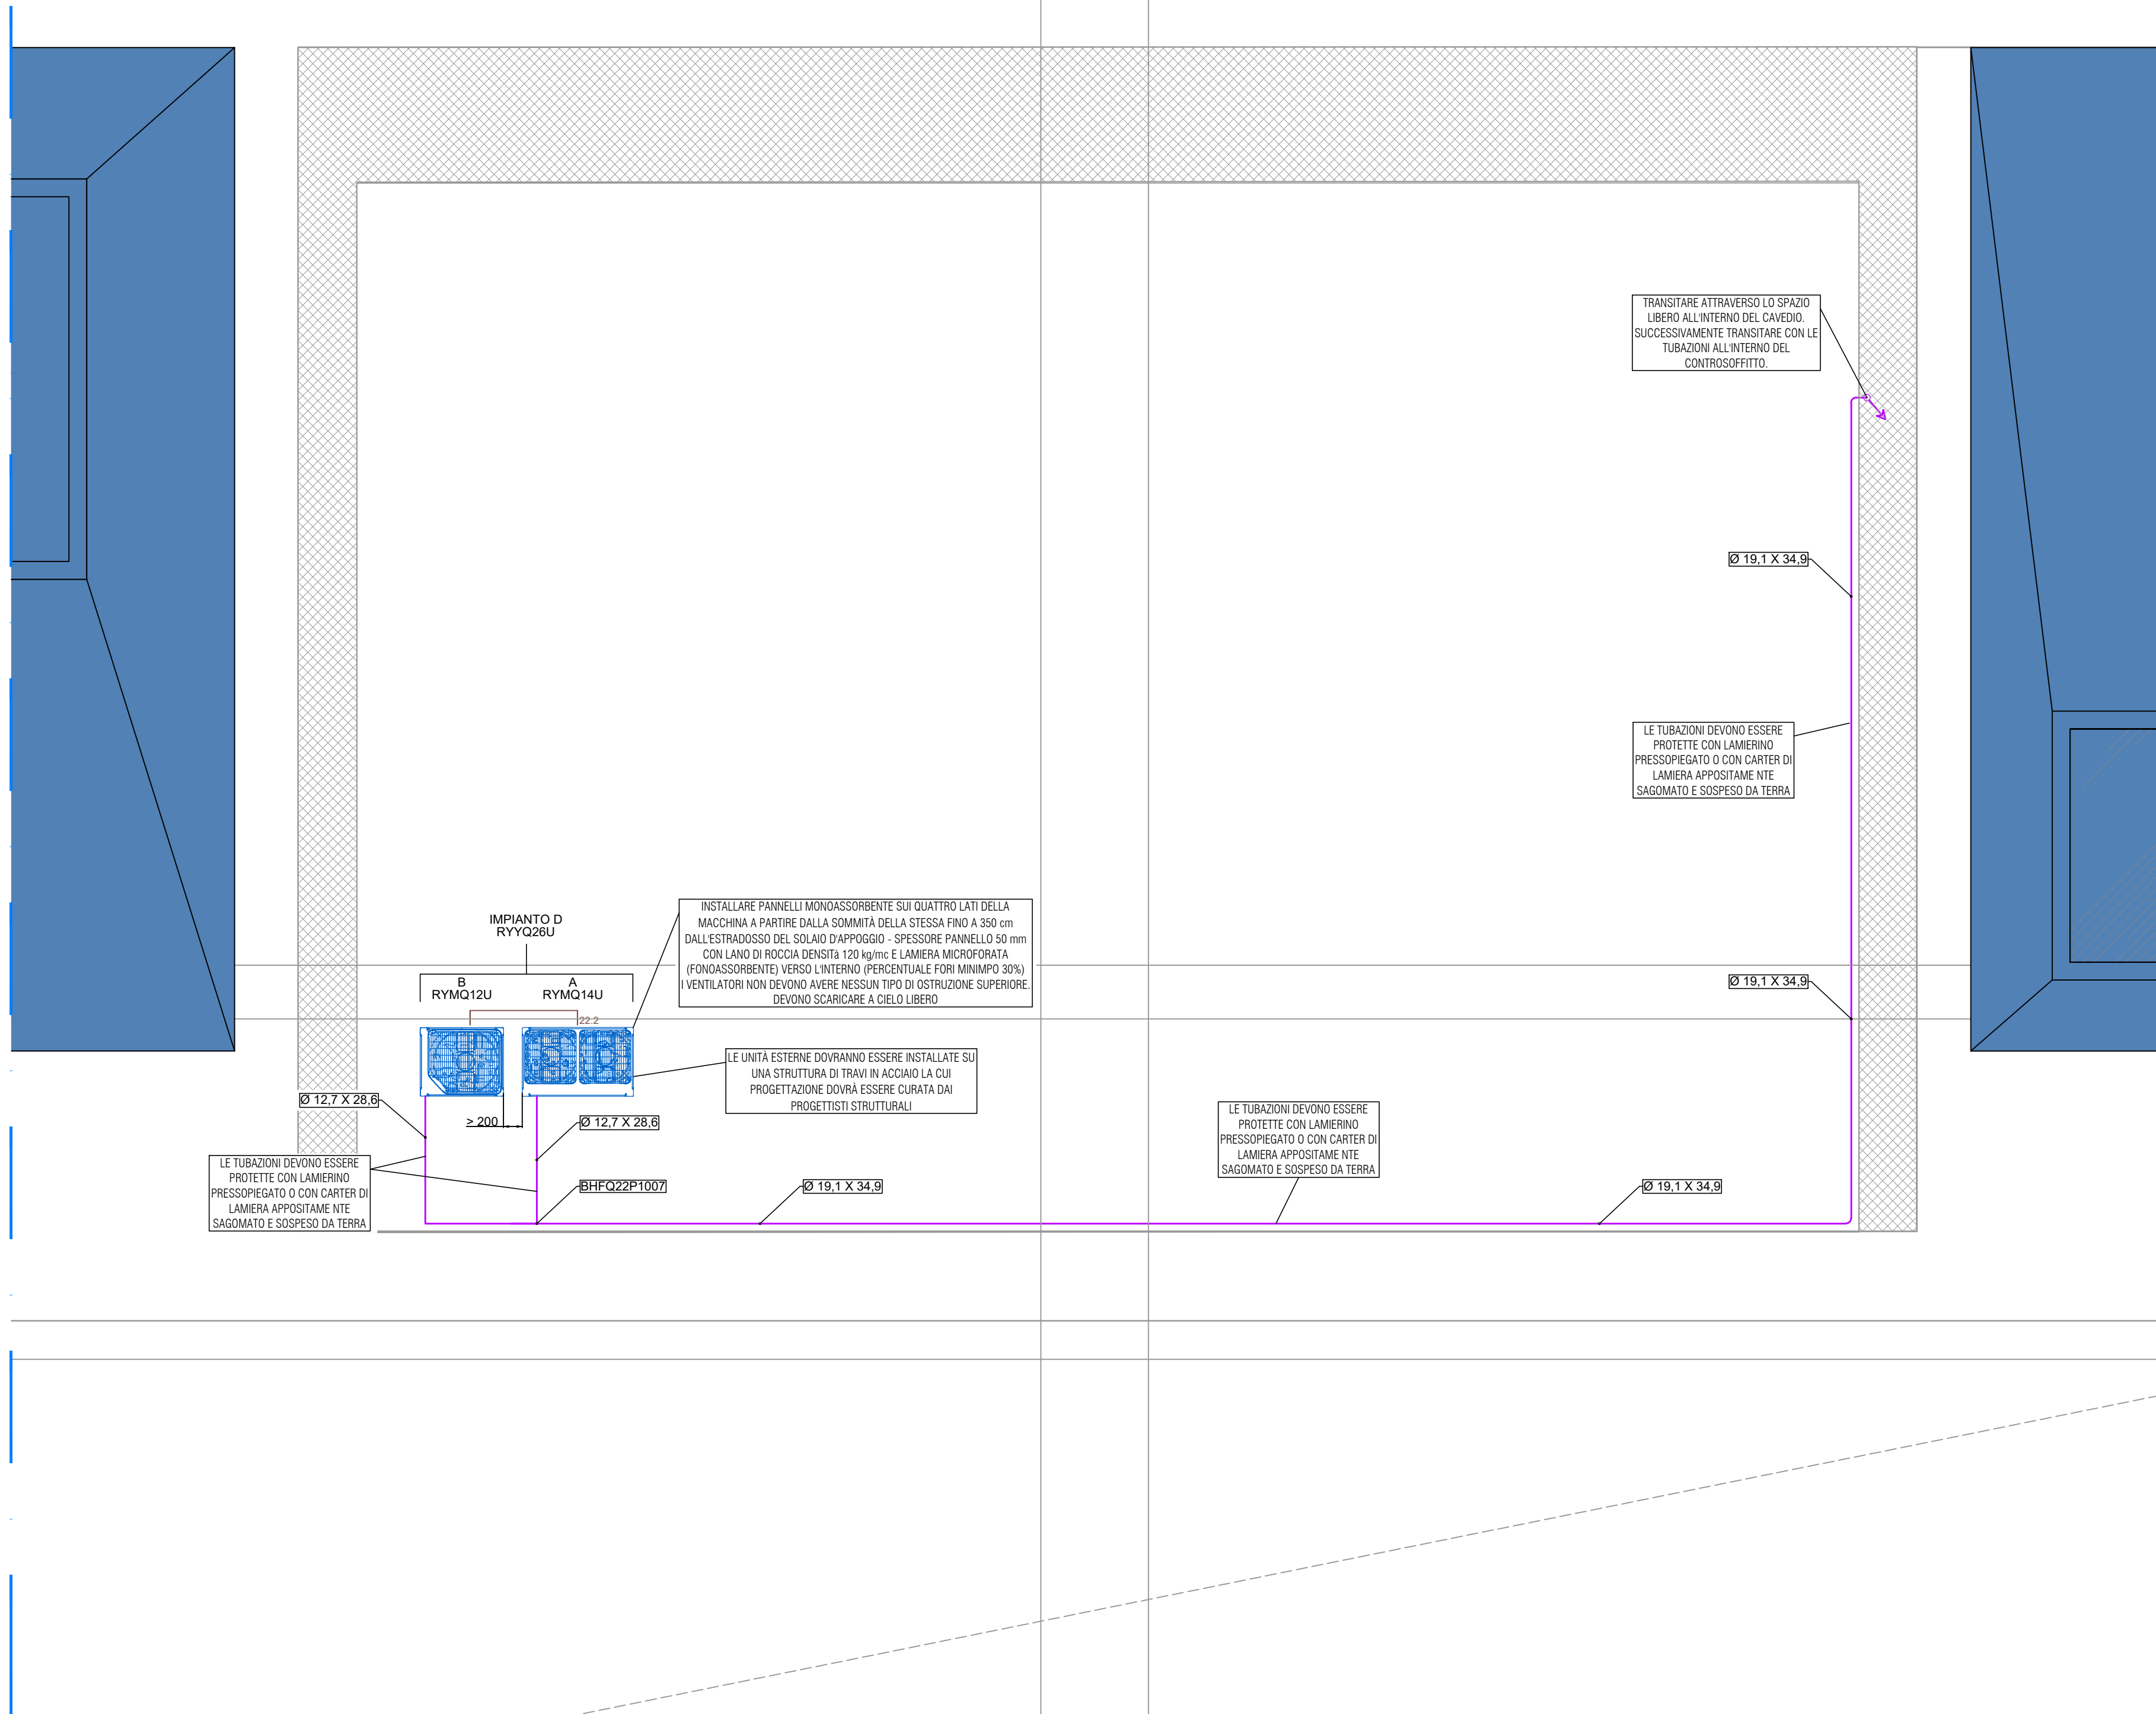 TRANSITARE ATTRAVERSO LO SPAZIO
LIBERO ALL'INTERNO DEL CAVEDIO.
SUCCESSIVAMENTE TRANSITARE CON LE
TUBAZIONI ALL'INTERNO DEL
CONTROSOFFITTO.
Ø 19,1 X 34,9
LE TUBAZIONI DEVONO ESSERE
PROTETTE CON LAMIERINO
PRESSOPIEGATO O CON CARTER DI
LAMIERA APPOSITAME NTE
SAGOMATO E SOSPESO DA TERRA
IMPIANTO D
RYYQ26U
B
RYMQ12U
A
RYMQ14U
22.2
INSTALLARE PANNELLI MONOASSORBENTE SUI QUATTRO LATI DELLA
MACCHINA A PARTIRE DALLA SOMMITÀ DELLA STESSA FINO A 350 cm
DALL'ESTRADOSSO DEL SOLAIO D'APPOGGIO - SPESSORE PANNELLO 50 mm
CON LANO DI ROCCIA DENSITà 120 kg/mc E LAMIERA MICROFORATA
(FONOASSORBENTE) VERSO L'INTERNO (PERCENTUALE FORI MINIMPO 30%)
I VENTILATORI NON DEVONO AVERE NESSUN TIPO DI OSTRUZIONE SUPERIORE.
DEVONO SCARICARE A CIELO LIBERO
Ø 19,1 X 34,9
LE UNITÀ ESTERNE DOVRANNO ESSERE INSTALLATE SU
UNA STRUTTURA DI TRAVI IN ACCIAIO LA CUI
PROGETTAZIONE DOVRÀ ESSERE CURATA DAI
PROGETTISTI STRUTTURALI
Ø 12,7 X 28,6
> 200
Ø 12,7 X 28,6
LE TUBAZIONI DEVONO ESSERE
PROTETTE CON LAMIERINO
PRESSOPIEGATO O CON CARTER DI
LAMIERA APPOSITAME NTE
SAGOMATO E SOSPESO DA TERRA
LE TUBAZIONI DEVONO ESSERE
PROTETTE CON LAMIERINO
PRESSOPIEGATO O CON CARTER DI
LAMIERA APPOSITAME NTE
SAGOMATO E SOSPESO DA TERRA
BHFQ22P1007
Ø 19,1 X 34,9
Ø 19,1 X 34,9